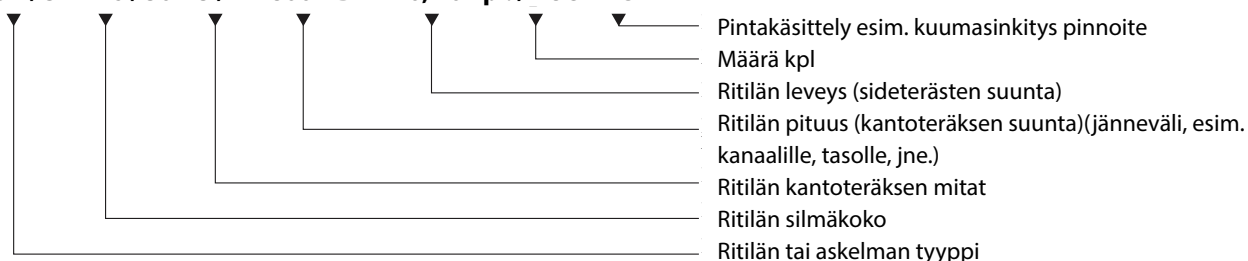 Pintakäsittely esim. kuumasinkitys pinnoite
Määrä kpl
Ritilän leveys (sideterästen suunta)
Ritilän pituus (kantoteräksen suunta)(jänneväli, esim.
kanaalille, tasolle, jne.)
Ritilän kantoteräksen mitat
Ritilän silmäkoko
Ritilän tai askelman tyyppi